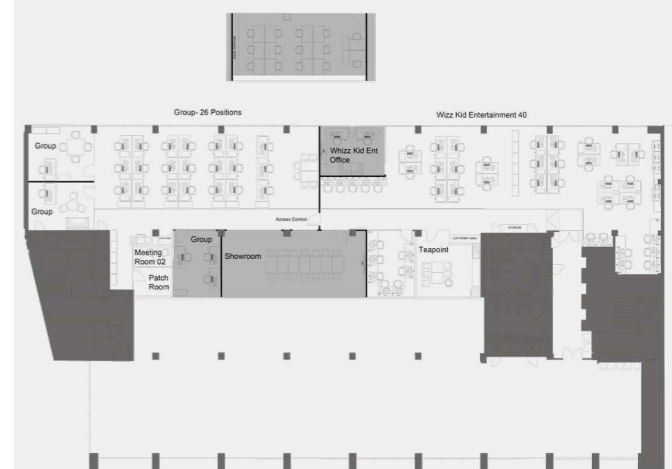 Group- 26 Positions
Wizz Kid Entertainment 40
Group
Whizz Kid Ent
Office
Group
Access Control
STORAGE
Group
Meeting
Room 02
Showroom
Teapoint
Patch
Room